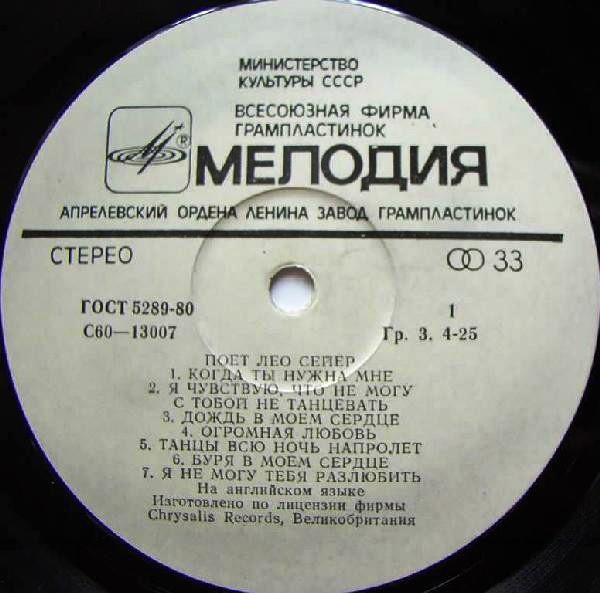 МИНИСТЕРСТВО
КУЛЬТУРЫ СССР
ВСЕСОЮЗНАЯ ФИРМА
ГРАМПЛАСТИНОК
® МЕЛОДИЯ
АПРЕЛЕВСКИЙ ОРДЕНА ЛЕНИНА ЗАВОД ГРАМПЛАСТИНОК
СТЕРЕО 33
ГОСТ 5289-80 1
С60—13007 Гр. 3. 4-25
ПОЕТ ЛЕО СЕЙЕР
1. КОГДА ТЫ НУЖНА МНЕ
2. Я ЧУВСТВУЮ, ЧТО НЕ МОГУ
С ТОБОЙ НЕ ТАНЦЕВАТЬ
3. ДОЖДЬ В МОЕМ СЕРДЦЕ
4. ОГРОМНАЯ ЛЮБОВЬ
5. ТАНЦЫ ВСЮ НОЧЬ НАПРОЛЕТ
6. БУРЯ В МОЕМ СЕРДЦЕ
7. Я НЕ МОГУ ТЕБЯ РАЗЛЮБИТЬ
На английском языке
Изготовлено по лицензии фирмы
Chrysalis Records, Великобритания